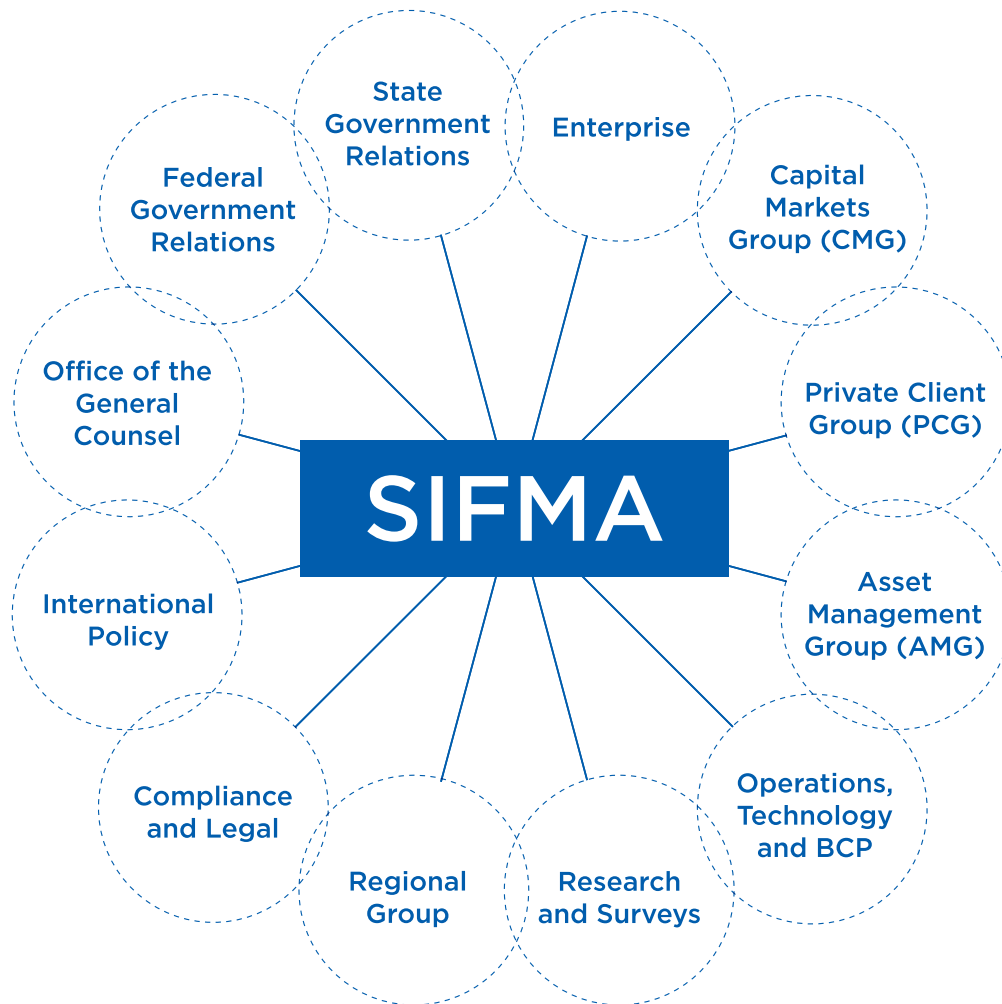 State
Government
Relations
Enterprise
Capital
Markets
Group (CMG)
Private Client
Group (PCG)
Asset
Management
Group (AMG)
Operations,
Technology
and BCP
Research
and Surveys
Regional
Group
Compliance
and Legal
International
Policy
Office of the
General
Counsel
Federal
Government
Relations
SIFMA